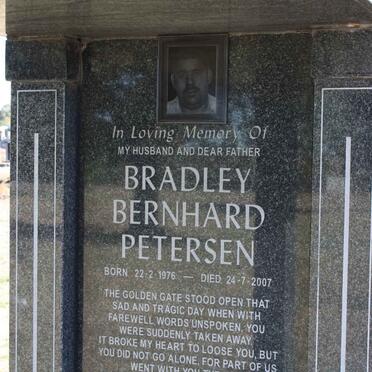 In Loving Memory Of
MY HUSBAND AND DEAR FATHER
BRADLEY
BERNHARD
PETERSEN
BORN 22-2-1976 — DIED 24-7-2007
THE GOLDEN GATE STOOD OPEN THAT
SAD AND TRAGIC DAY WHEN WITH
FAREWELL WORDS UNSPOKEN, YOU
WERE SUDDENLY TAKEN AWAY
IT BROKE MY HEART TO LOOSE YOU, BUT
YOU DID NOT GO ALONE, FOR PART OF US
WENT WITH YOU